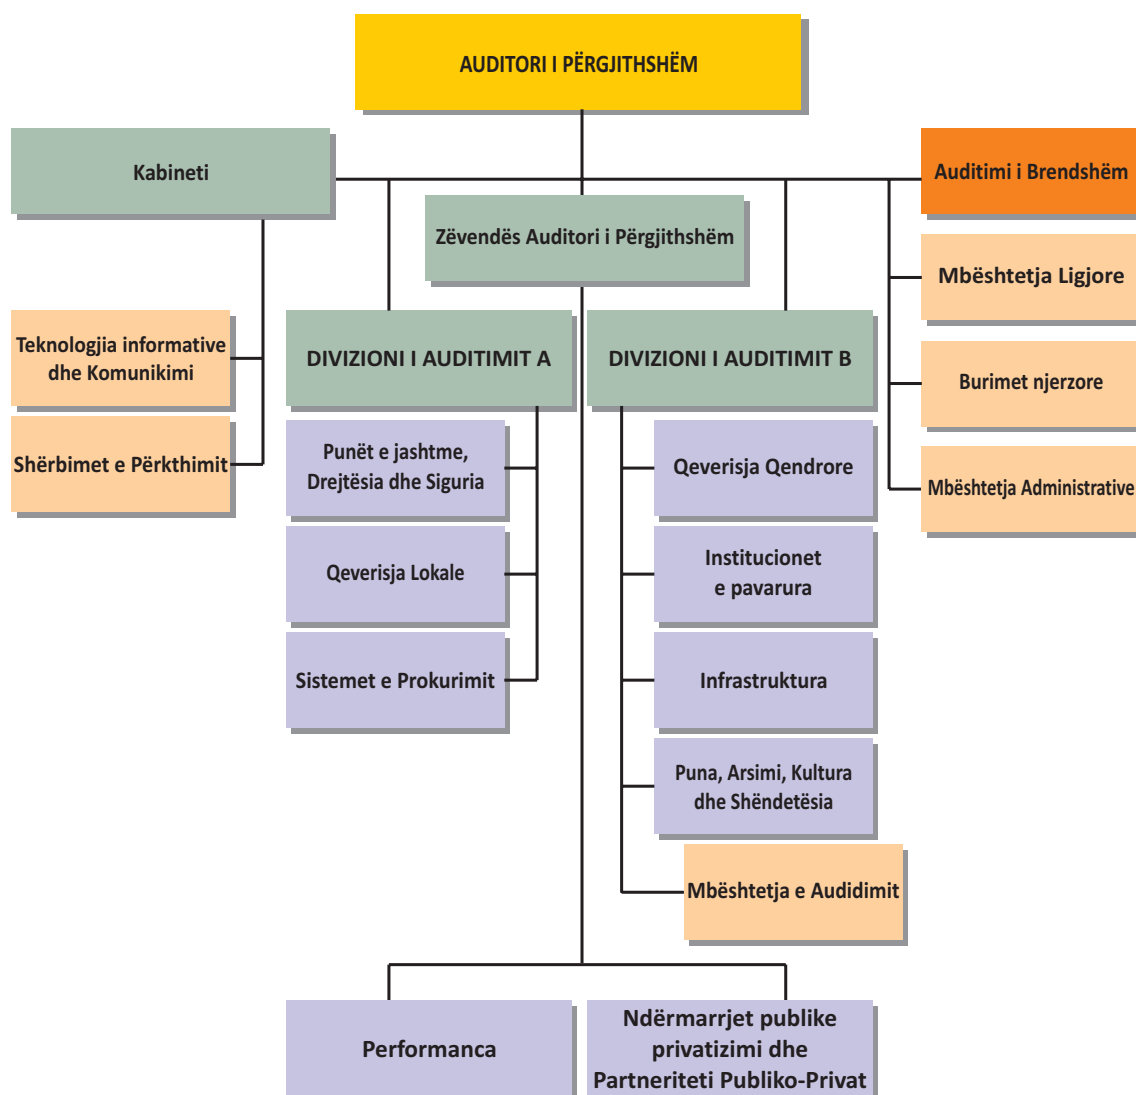 AUDITORI I PËRGJITHSHËM
Kabineti
Auditimi i Brendshëm
Zëvendës Auditori i Përgjithshëm
Mbështetja Ligjore
Teknologjia informative
dhe Komunikimi
DIVIZIONI I AUDITIMIT A
DIVIZIONI I AUDITIMIT B
Burimet njerzore
Shërbimet e Përkthimit
Punët e jashtme,
Drejtësia dhe Siguria
Qeverisja Qendrore
Mbështetja Administrative
Qeverisja Lokale
Institucionet
e pavarura
Sistemet e Prokurimit
Infrastruktura
Puna, Arsimi, Kultura
dhe Shëndetësia
Mbështetja e Audidimit
Performanca
Ndërmarrjet publike
privatizimi dhe
Partneriteti Publiko-Privat